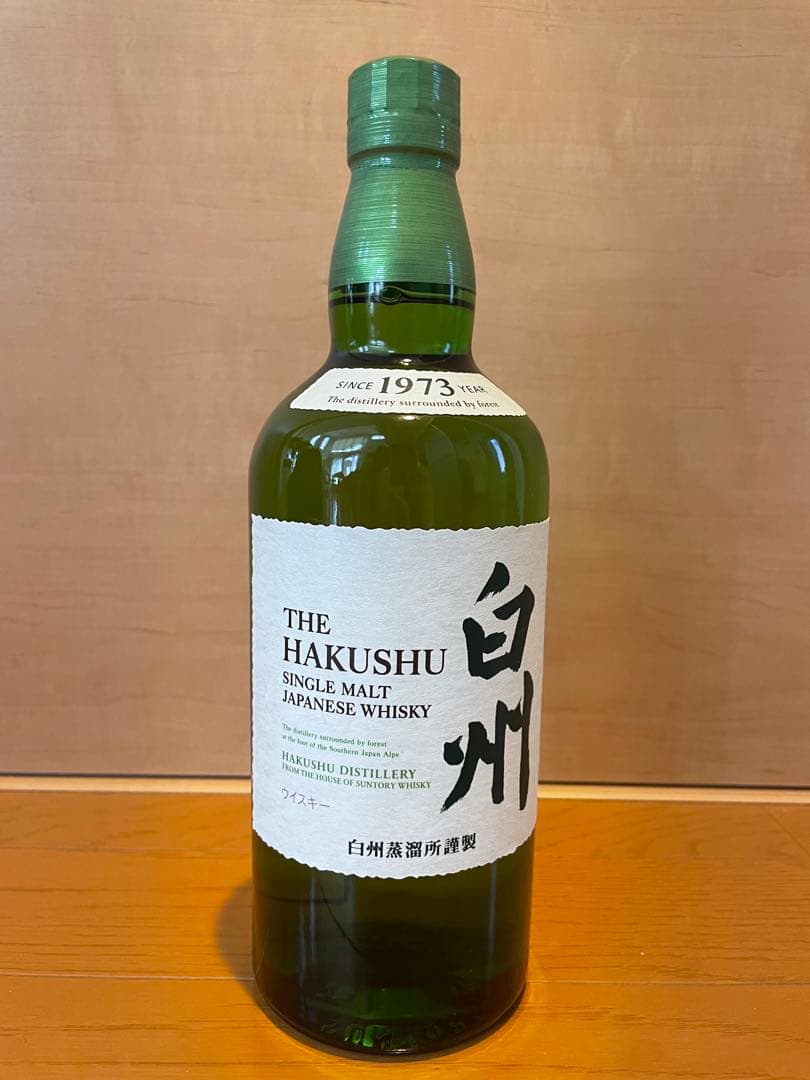 SINCE 1973 YEAR
The distillery surrounded by forest
THE
HAKUSHU
SINGLE MALT
JAPANESE WHISKY
白州
The distillery surrounded by forest
at the foot of the Southern Japan Alps
HAKUSHU DISTILLERY
FROM THE HOUSE OF SUNTORY WHISKY
ウイスキー
白州蒸溜所謹製